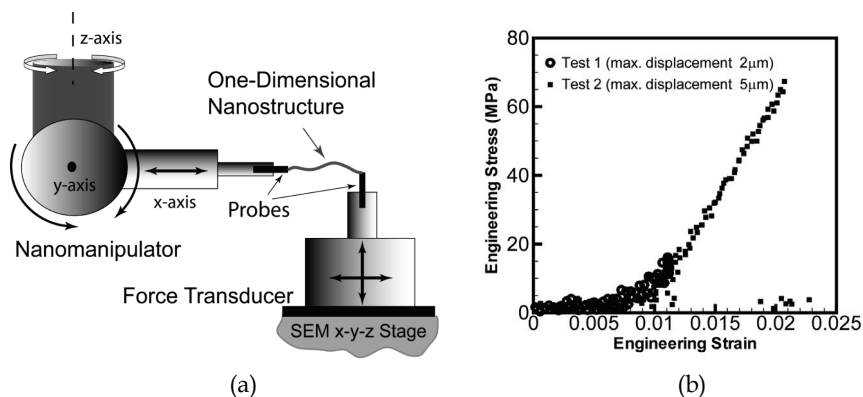 z-axis
One-Dimensional
Nanostructure
y-axis
x-axis
Probes
Nanomanipulator
Force Transducer
SEM x-y-z Stage
(a)
(b)
80
60
40
20
0
Engineering Stress (MPa)
Test 1 (max. displacement 2μm)
Test 2 (max. displacement 5μm)
0 0.005 0.01 0.015 0.02 0.025
Engineering Strain